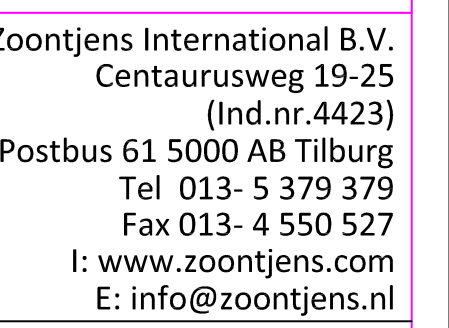 Zoontjens International B.V.
Centaurusweg 19-25
(Ind.nr.4423)
Postbus 61 5000 AB Tilburg
Tel  013- 5 379 379
Fax 013- 4 550 527
I: www.zoontjens.com
E: info@zoontjens.nl